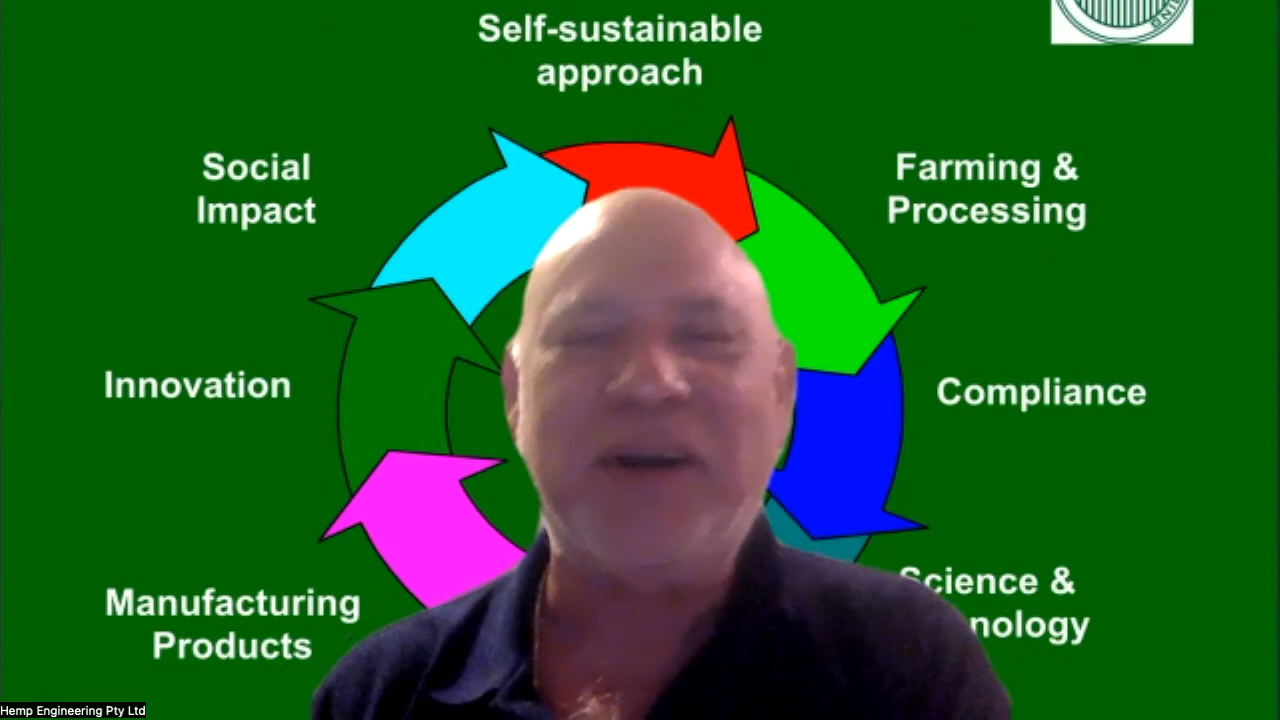 Self-sustainable
approach
Social
Impact
Farming &
Processing
Innovation
Compliance
Science &
Manufacturing
Products
Hemp Engineering Pty Ltd